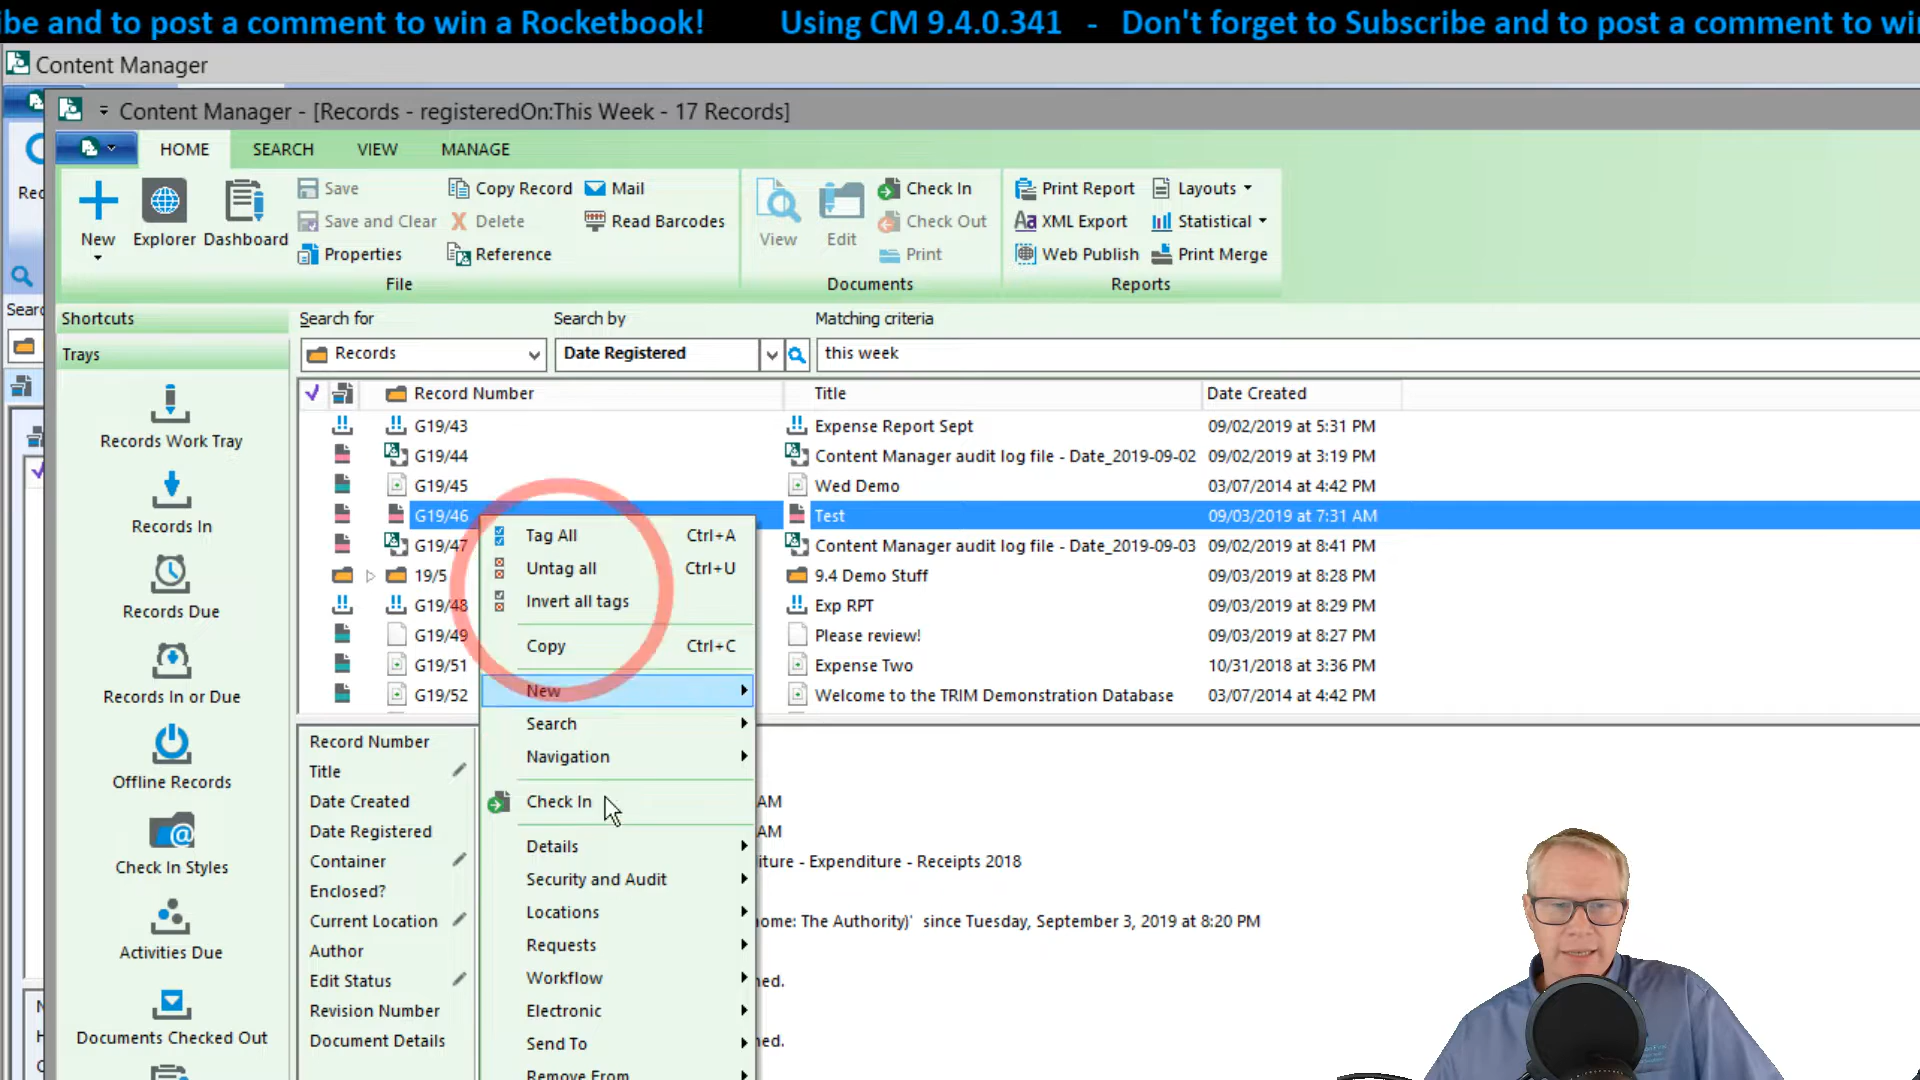 be and to post a comment to win a Rocketbook! Using CM 9.4.0.341 - Don't forget to Subscribe and to post a comment to wi
Content Manager
Content Manager - [Records - registeredOn:This Week - 17 Records]
HOME SEARCH VIEW MANAGE
New
Explorer
Dashboard
Save
Save and Clear
Properties
Copy Record
Delete
Reference
Mail
Read Barcodes
File
View
Edit
Check In
Check Out
Print
Documents
Print Report
XML Export
Web Publish
Layouts
Statistical
Print Merge
Reports
Shortcuts
Trays
Records Work Tray
Records In
Records Due
Records In or Due
Offline Records
Check In Styles
Activities Due
Documents Checked Out
Search for Search by Matching criteria
Records Date Registered this week
Record Number Title Date Created
G19/43 Expense Report Sept 09/02/2019 at 5:31 PM
G19/44 Content Manager audit log file - Date_2019-09-02 09/02/2019 at 3:19 PM
G19/45 Wed Demo 03/07/2014 at 4:42 PM
G19/46 Test 09/03/2019 at 7:31 AM
G19/47 Content Manager audit log file - Date_2019-09-03 09/02/2019 at 8:41 PM
19/5 9.4 Demo Stuff 09/03/2019 at 8:28 PM
G19/48 Exp RPT 09/03/2019 at 8:29 PM
G19/49 Please review! 09/03/2019 at 8:27 PM
G19/51 Expense Two 10/31/2018 at 3:36 PM
G19/52 Welcome to the TRIM Demonstration Database 03/07/2014 at 4:42 PM
Tag All Ctrl+A
Untag all Ctrl+U
Invert all tags
Copy Ctrl+C
New
Search
Navigation
Check In
Details
Security and Audit
Locations
Requests
Workflow
Electronic
Send To
Remove From
Record Number
Title
Date Created AM
Date Registered AM
Container iture - Expenditure - Receipts 2018
Enclosed?
Current Location ome: The Authority)' since Tuesday, September 3, 2019 at 8:20 PM
Author
Edit Status ned.
Revision Number
Document Details ned.